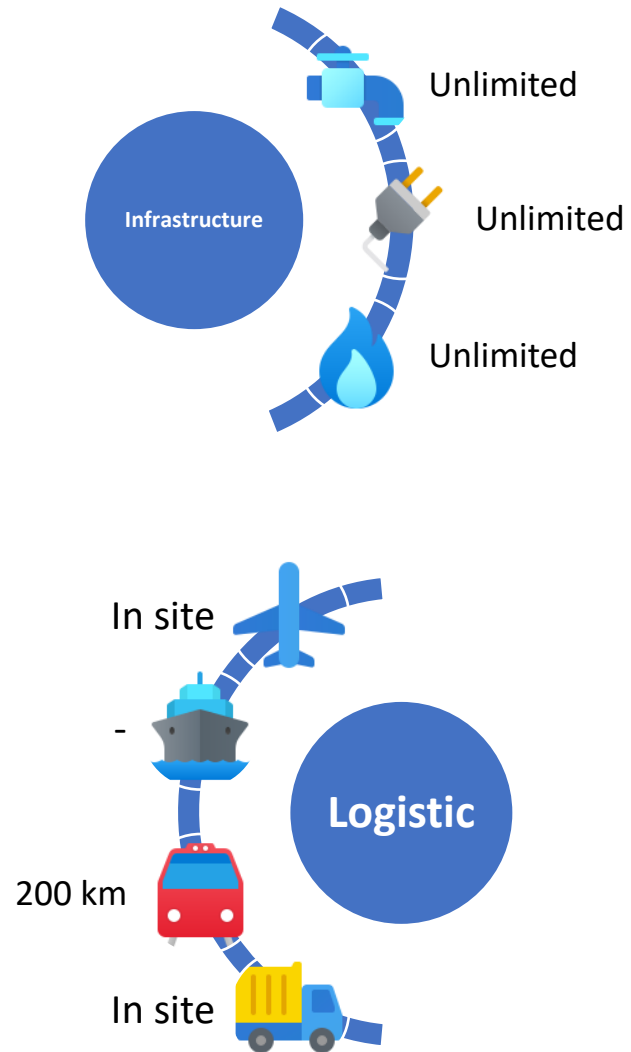 Unlimited
Infrastructure
Unlimited
Unlimited
In site
-
Logistic
200 km
In site